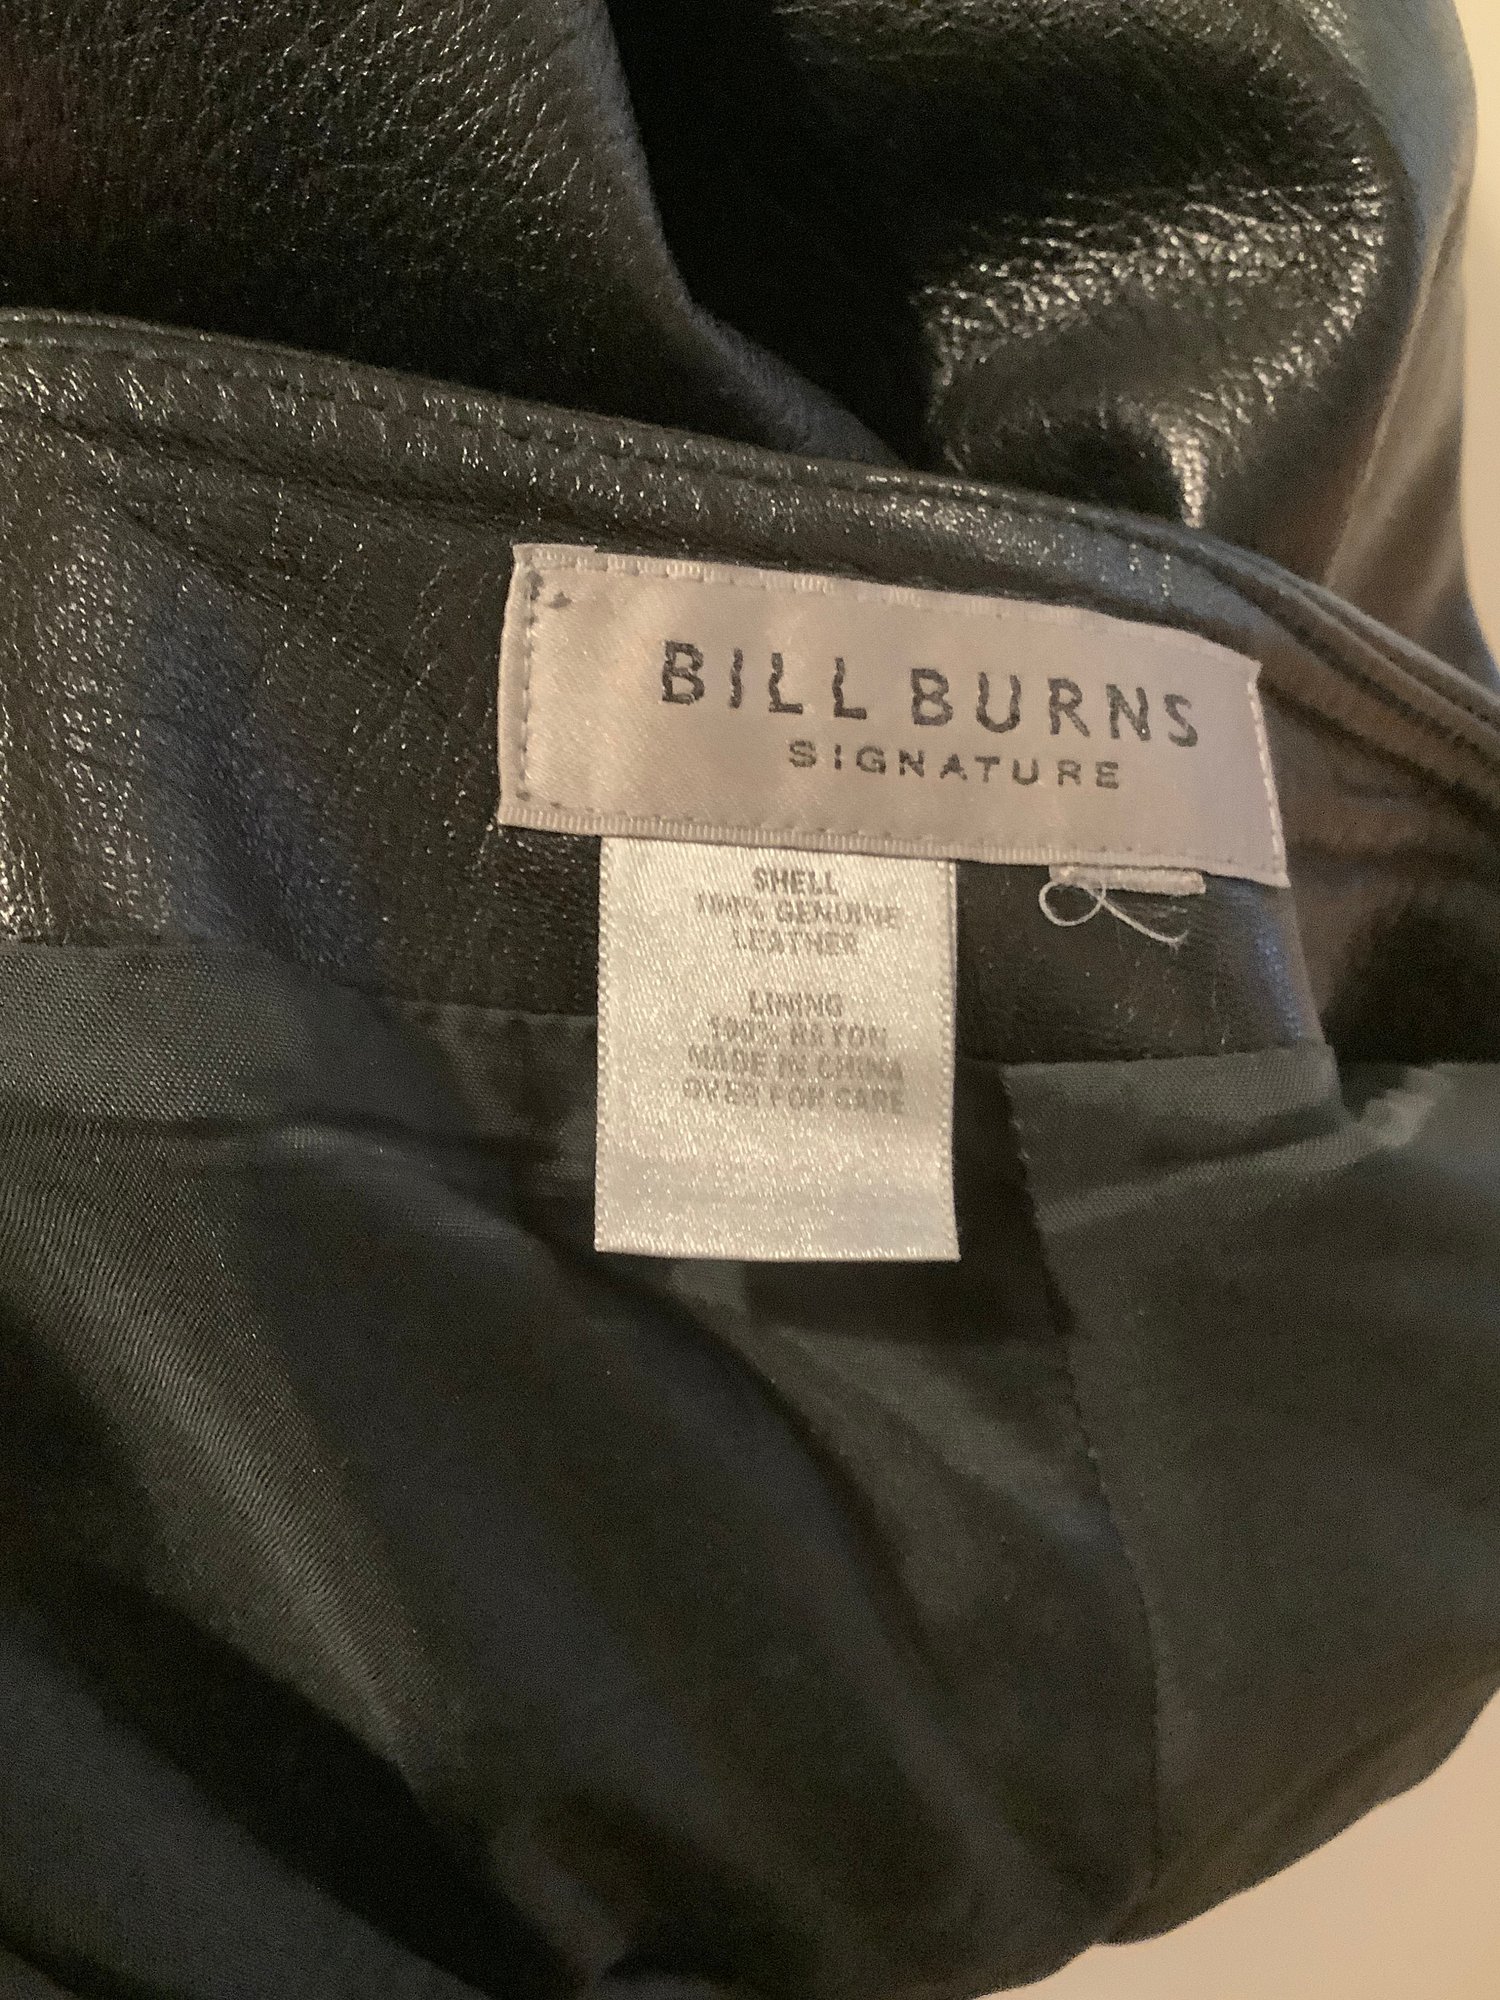 BILL BURNS
SIGNATURE
SHELL
100% GENUINE
LEATHER
LINING
100% RAYON
MADE IN CHINA
OVER FOR CARE